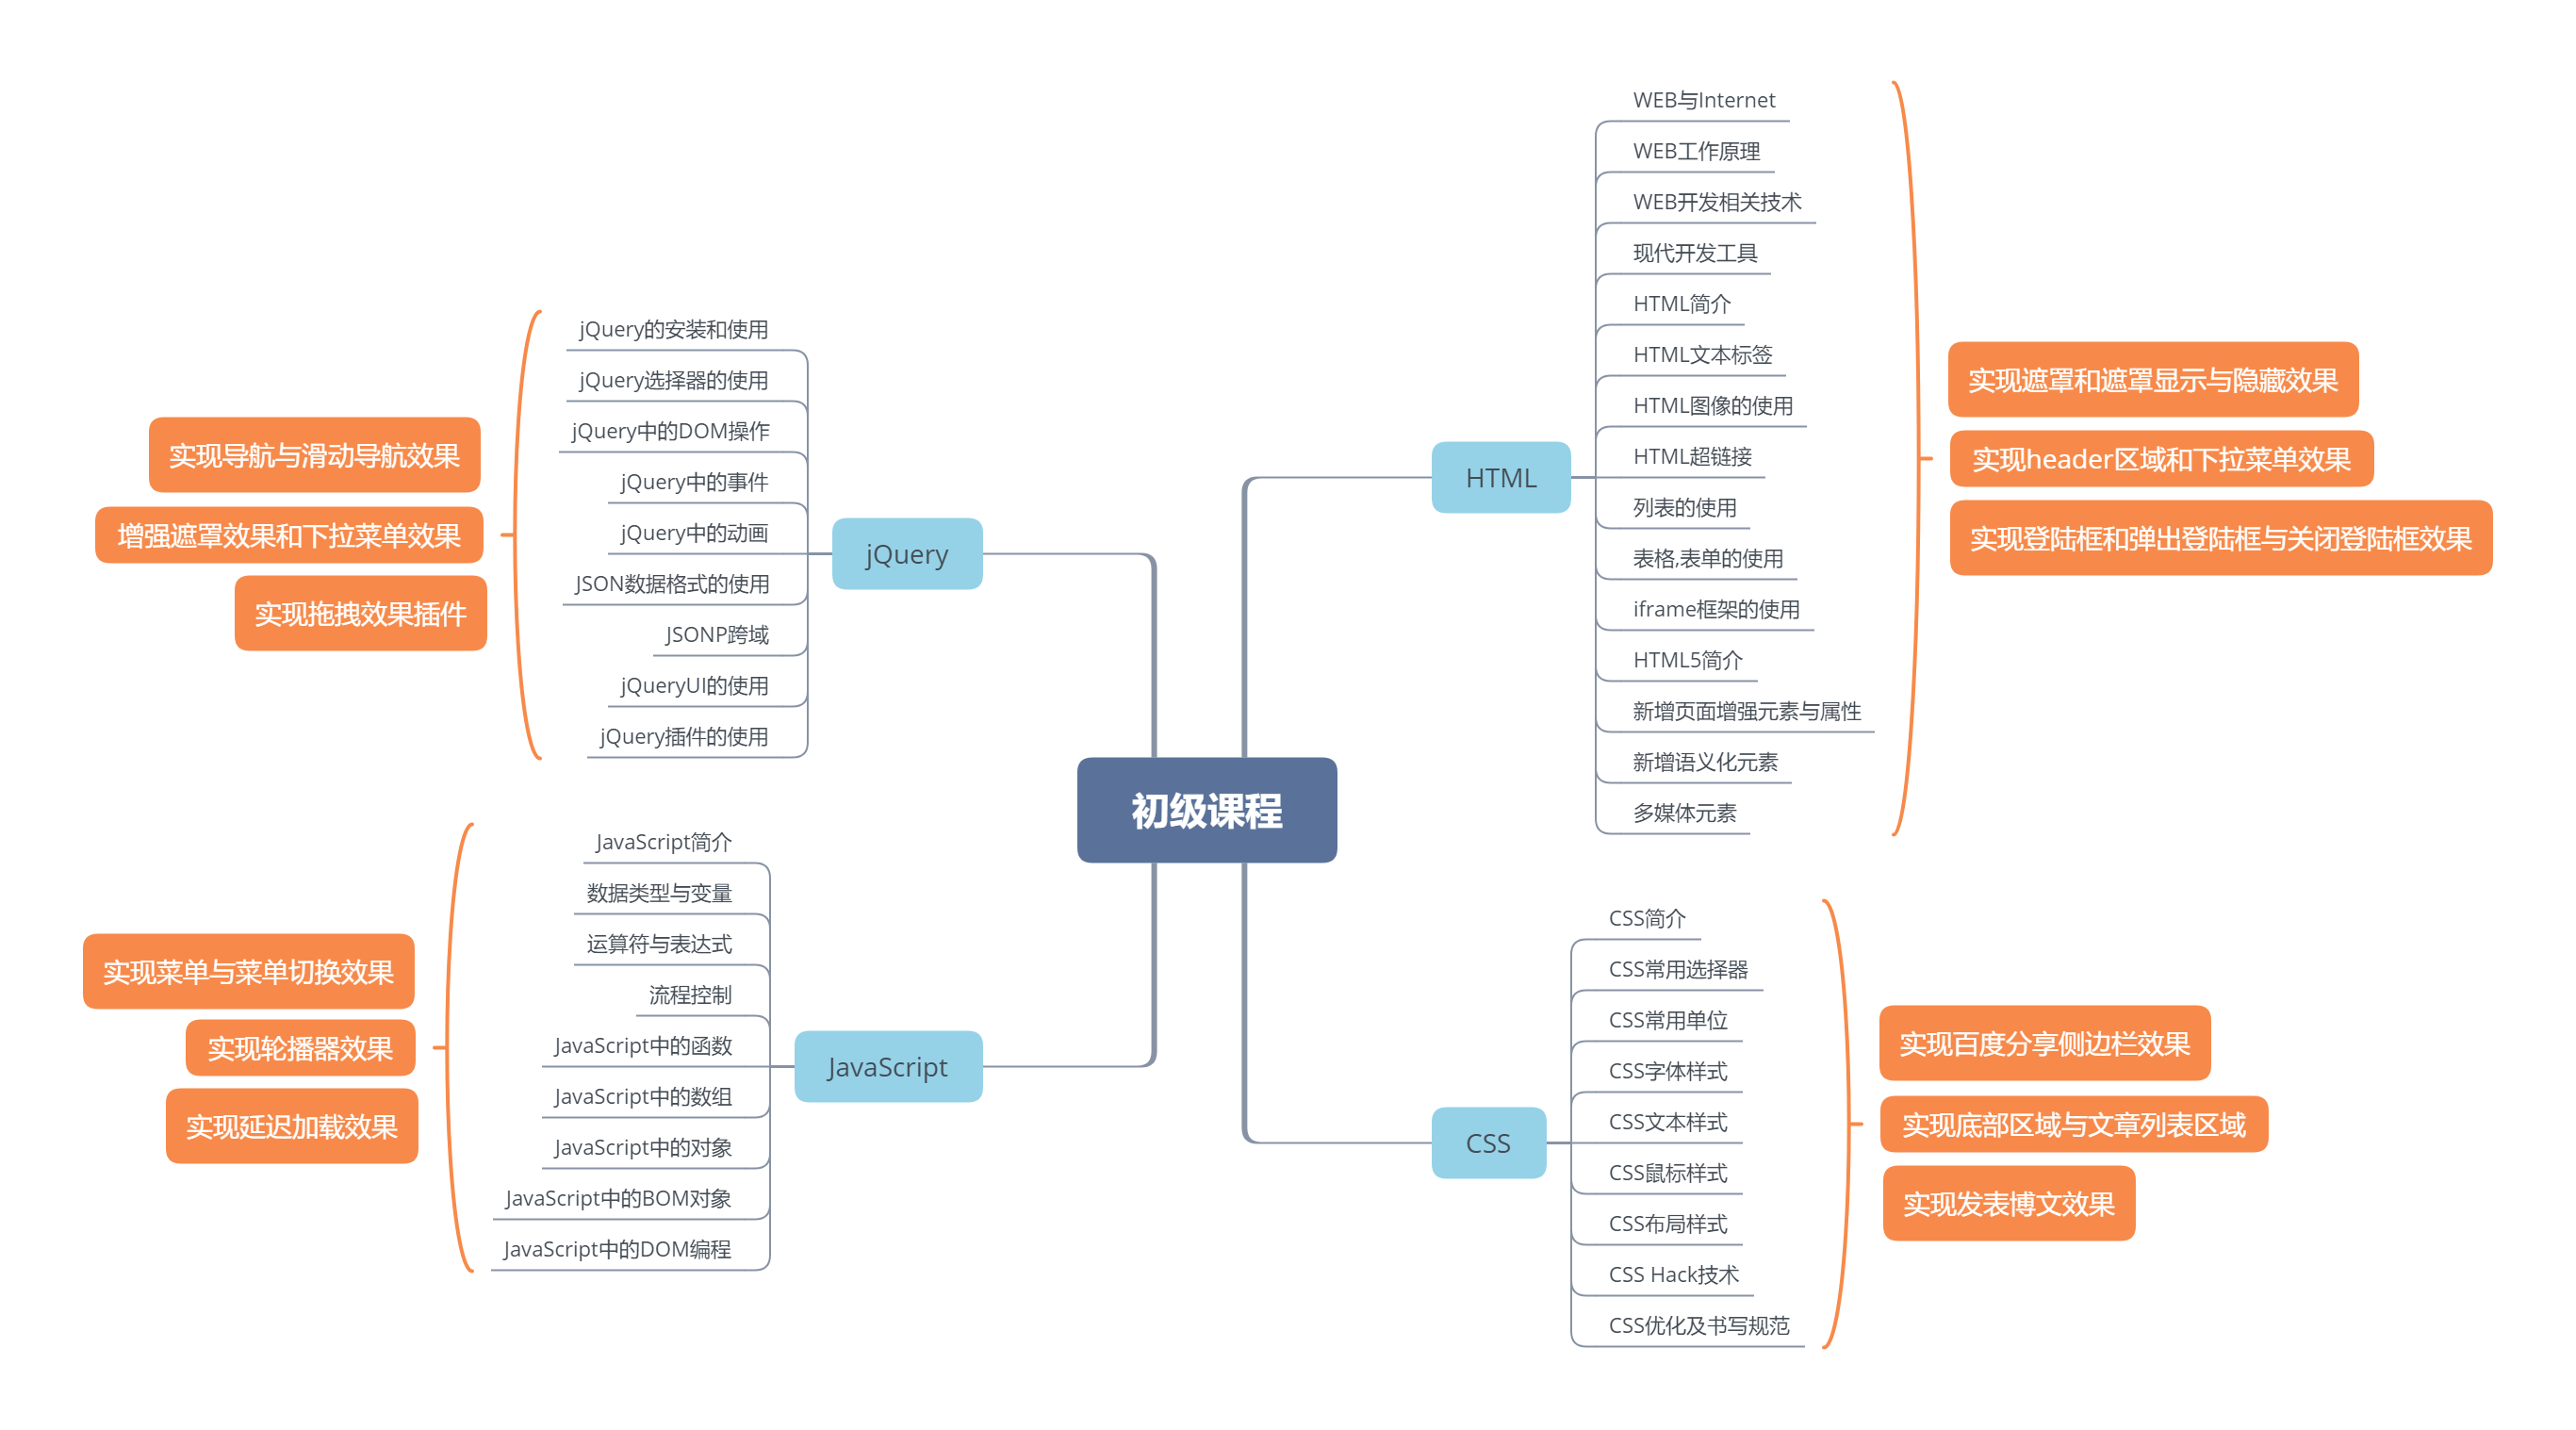 初级课程
HTML
WEB与Internet
WEB工作原理
WEB开发相关技术
现代开发工具
HTML简介
HTML文本标签
HTML图像的使用
HTML超链接
列表的使用
表格,表单的使用
iframe框架的使用
HTML5简介
新增页面增强元素与属性
新增语义化元素
多媒体元素
实现遮罩和遮罩显示与隐藏效果
实现header区域和下拉菜单效果
实现登陆框和弹出登陆框与关闭登陆框效果
CSS
CSS简介
CSS常用选择器
CSS常用单位
CSS字体样式
CSS文本样式
CSS鼠标样式
CSS布局样式
CSS Hack技术
CSS优化及书写规范
实现百度分享侧边栏效果
实现底部区域与文章列表区域
实现发表博文效果
jQuery
jQuery的安装和使用
jQuery选择器的使用
jQuery中的DOM操作
jQuery中的事件
jQuery中的动画
JSON数据格式的使用
JSONP跨域
jQueryUI的使用
jQuery插件的使用
实现导航与滑动导航效果
增强遮罩效果和下拉菜单效果
实现拖拽效果插件
JavaScript
JavaScript简介
数据类型与变量
运算符与表达式
流程控制
JavaScript中的函数
JavaScript中的数组
JavaScript中的对象
JavaScript中的BOM对象
JavaScript中的DOM编程
实现菜单与菜单切换效果
实现轮播器效果
实现延迟加载效果